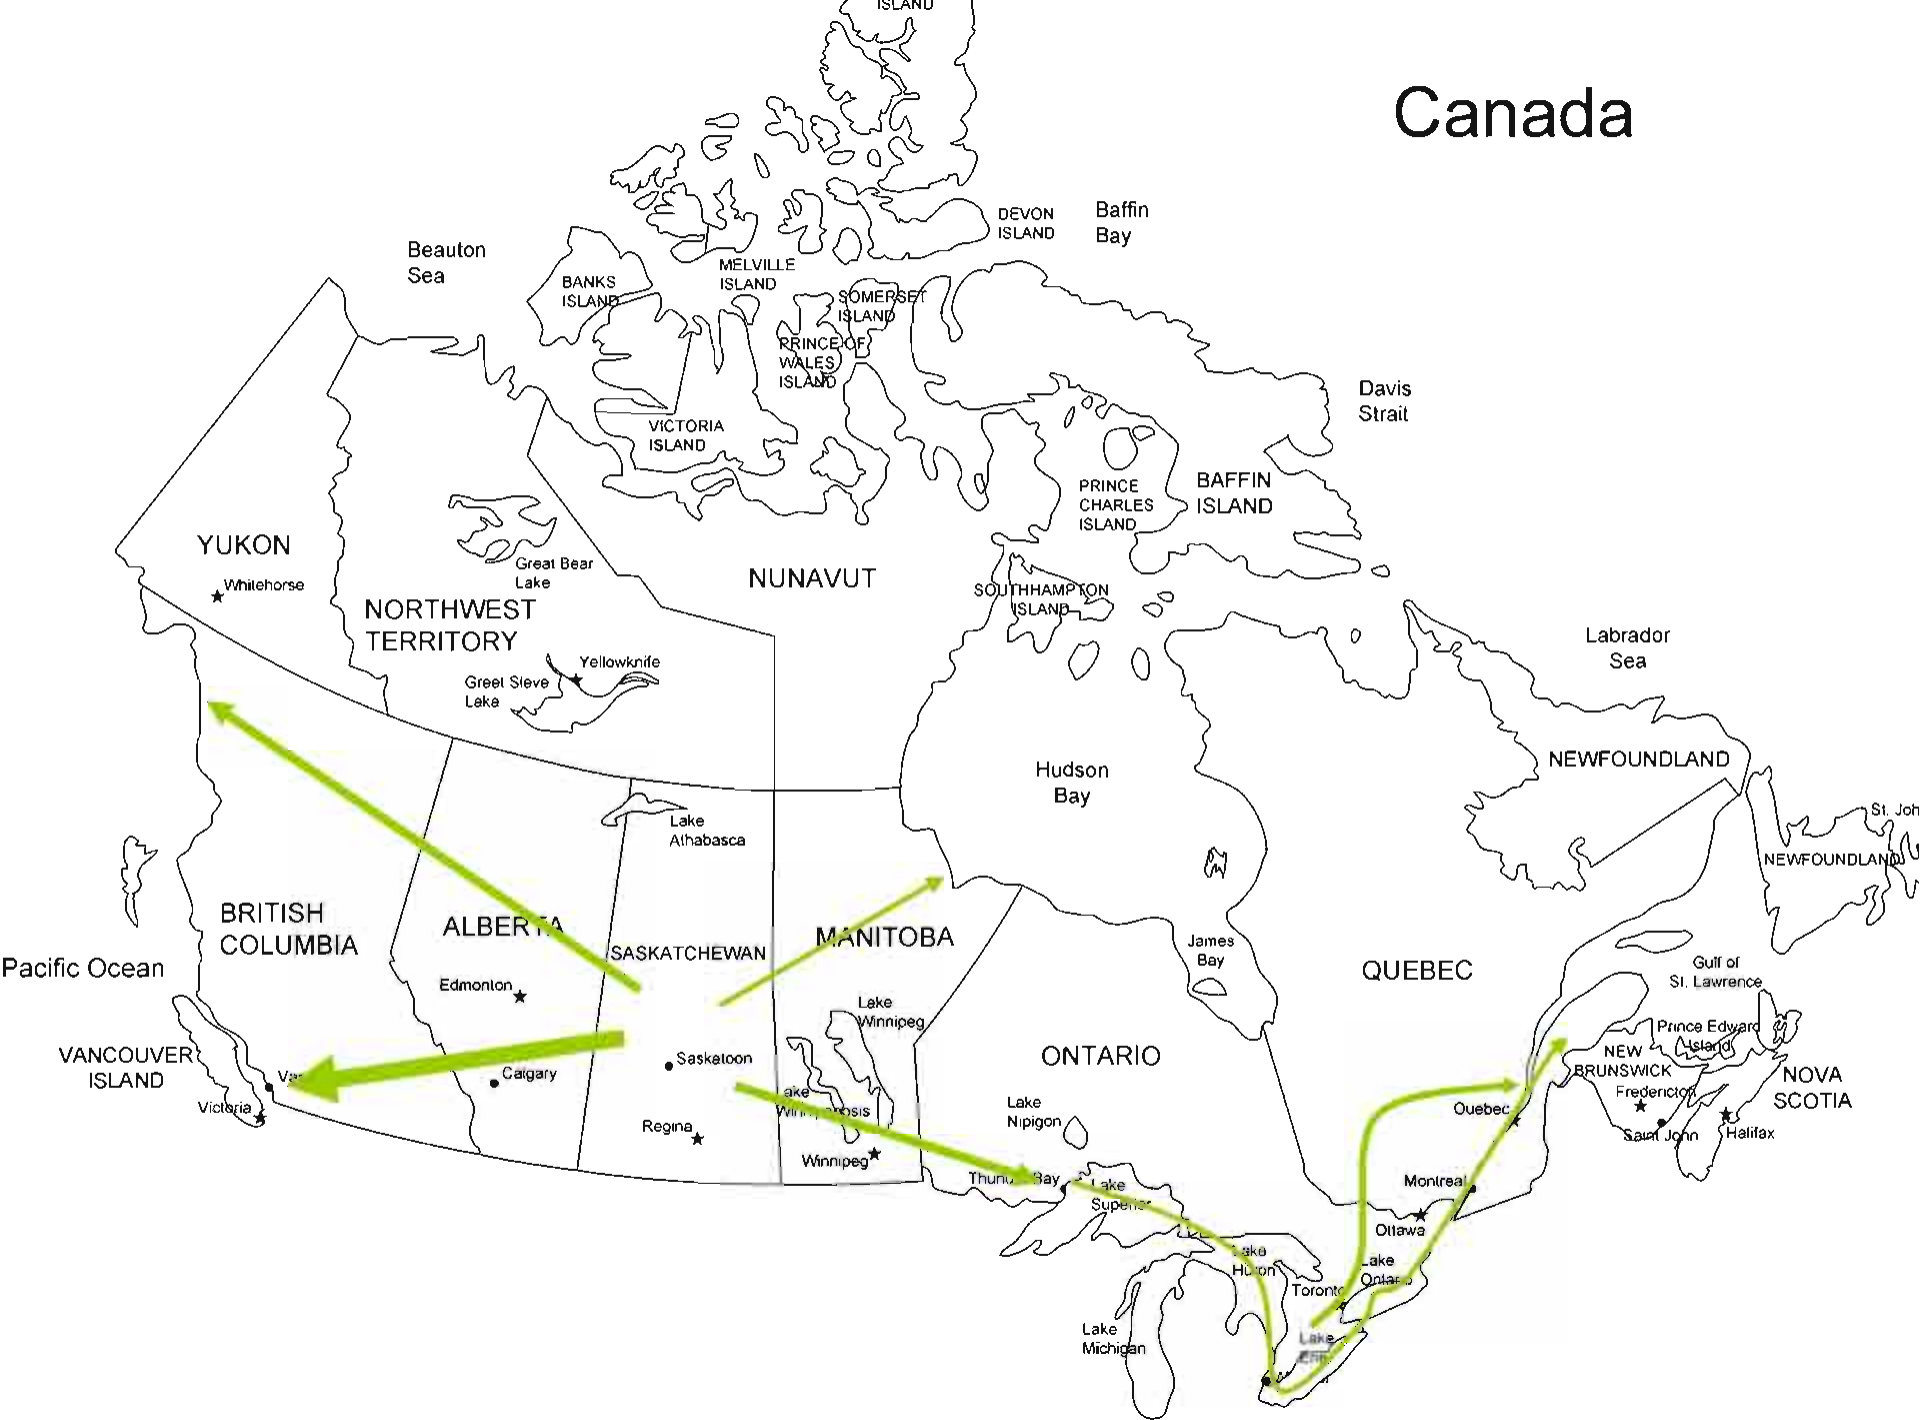 ISLAND
Canada
DEVON
ISLAND
Baffin
Bay
Beauton
Sea
MELVILLE
ISLAND
BANKS
ISLAND
SOMERSET
ISLAND
PRINCE OF
WALES
ISLAND
Davis
Strait
VICTORIA
ISLAND
PRINCE
CHARLES
ISLAND
BAFFIN
ISLAND
YUKON
Whitehorse
Great Bear
Lake
NUNAVUT
SOUTHHAMPTON
ISLAND
NORTHWEST
TERRITORY
Labrador
Sea
Yellowknife
Greet Sleve
Lake
NEWFOUNDLAND
Hudson
Bay
Lake
Athabasca
St. Joh
NEWFOUNDLAND
BRITISH
COLUMBIA
ALBERTA
SASKATCHEWAN
MANITOBA
James
Bay
Pacific Ocean
QUEBEC
Gulf of
St. Lawrence
Edmonton
Lake
Winnipeg
Prince Edward
Island
VANCOUVER
ISLAND
ONTARIO
NEW
BRUNSWICK
Saskatoon
Calgary
NOVA
SCOTIA
Fredericton
Victoria
Lake
Nipigon
Quebec
Regina
Saint John
Halifax
Winnipeg
Thunder Bay
Lake
Superior
Montreal
Ottawa
Lake
Huron
Lake
Ontario
Toronto
Lake
Michigan
Lake
Erie